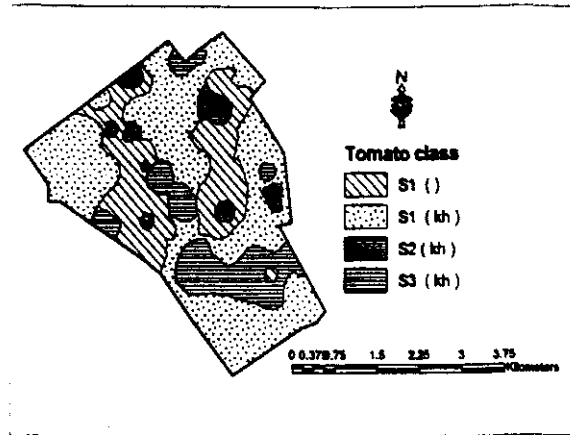 N
Tomato class
S1 ( )
S1 ( kh )
S2 ( kh )
S3 ( kh )
0 0.375 0.75 1.5 2.25 3 3.75
Kilometers